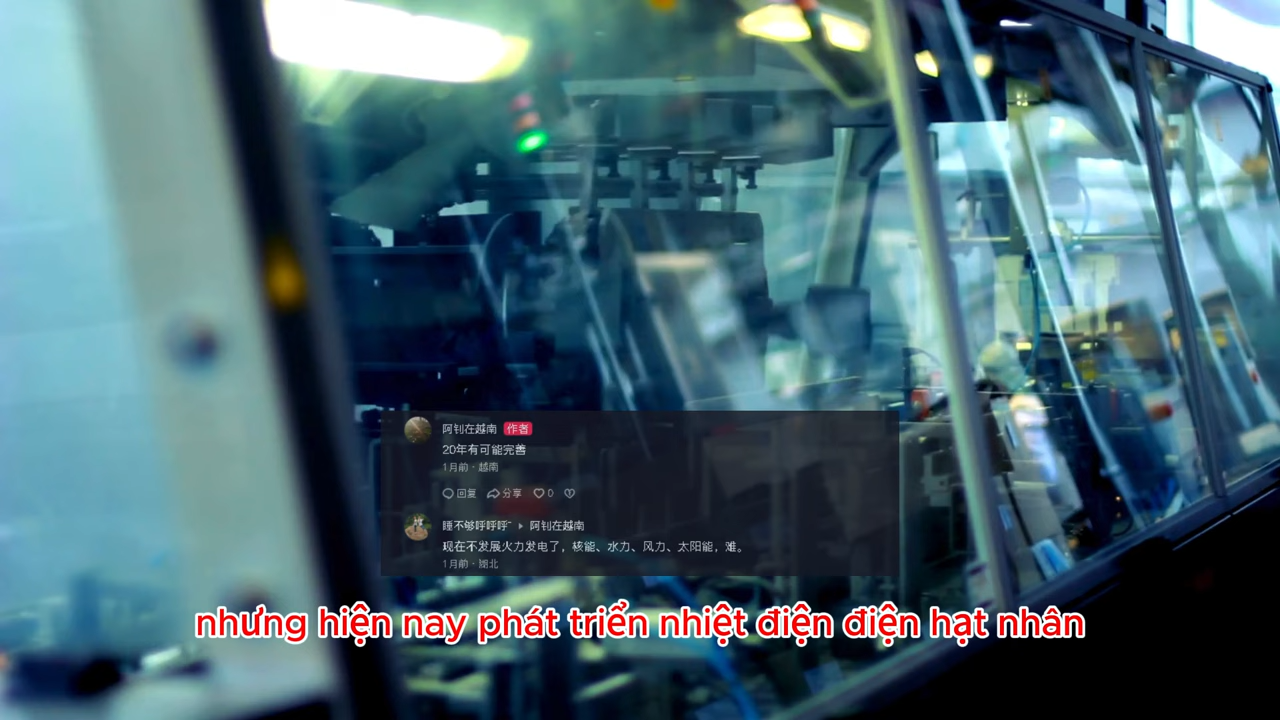 阿钊在越南 作者
20年有可能完善
1月前·越南
回复 分享 0
睡不够呼呼呼~ ▸ 阿钊在越南
现在不发展火力发电了，核能、水力、风力、太阳能，难。
1月前·湖北
nhưng hiện nay phát triển nhiệt điện điện hạt nhân